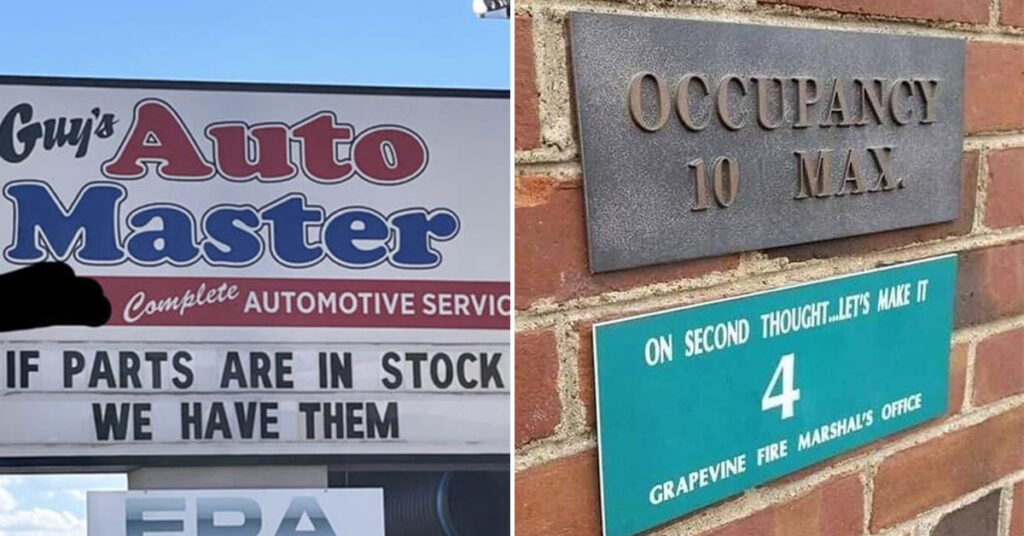 Guy's Auto
Master
Complete AUTOMOTIVE SERVIC
IF PARTS ARE IN STOCK
WE HAVE THEM
OCCUPANCY
10 MAX.
ON SECOND THOUGHT...LET'S MAKE IT
4
GRAPEVINE FIRE MARSHAL'S OFFICE